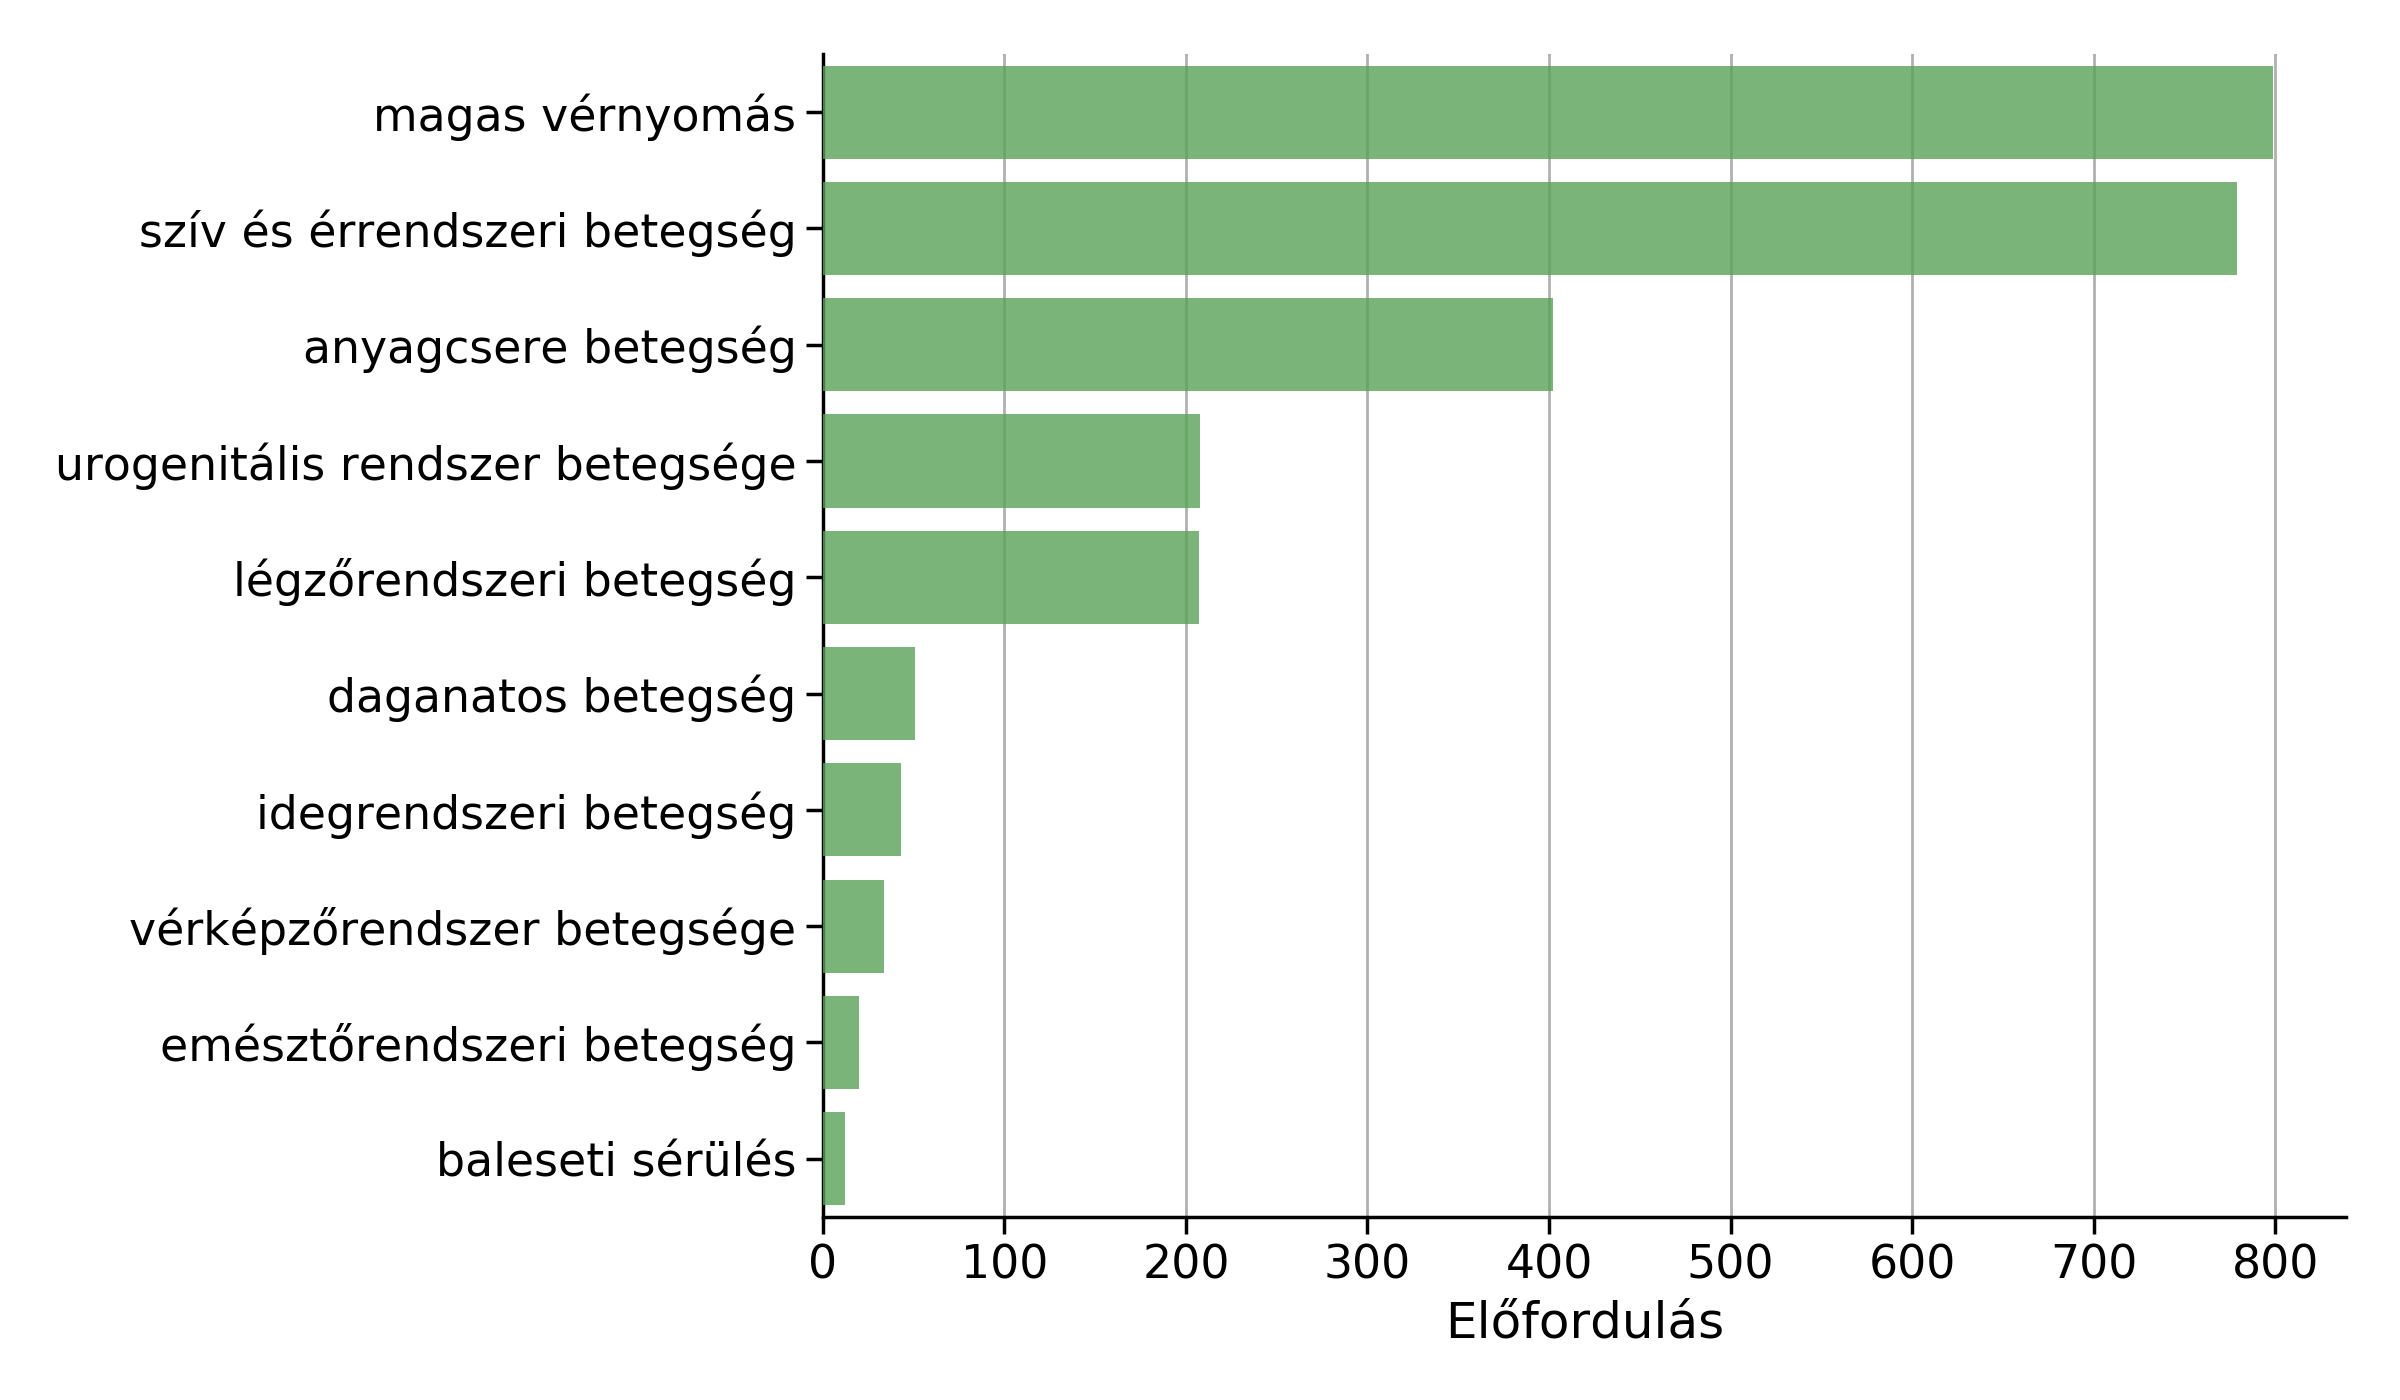 magas vérnyomás
szív és érrendszeri betegség
anyagcsere betegség
urogenitális rendszer betegsége
légzőrendszeri betegség
daganatos betegség
idegrendszeri betegség
vérképzőrendszer betegsége
emésztőrendszeri betegség
baleseti sérülés
0 100 200 300 400 500 600 700 800
Előfordulás